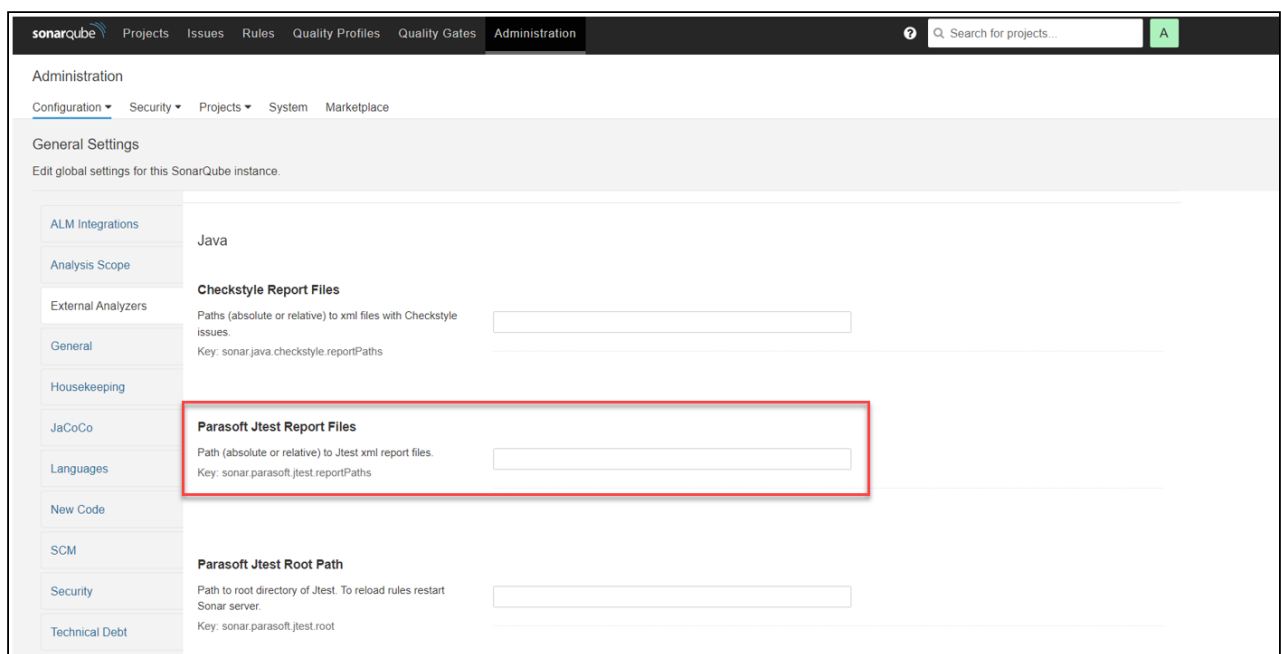 sonarqube Projects Issues Rules Quality Profiles Quality Gates Administration ? Search for projects... A
Administration
Configuration Security Projects System Marketplace
General Settings
Edit global settings for this SonarQube instance.
ALM Integrations
Analysis Scope
External Analyzers
General
Housekeeping
JaCoCo
Languages
New Code
SCM
Security
Technical Debt
Java
Checkstyle Report Files
Paths (absolute or relative) to xml files with Checkstyle
issues.
Key: sonar.java.checkstyle.reportPaths
Parasoft Jtest Report Files
Path (absolute or relative) to Jtest xml report files.
Key: sonar.parasoft.jtest.reportPaths
Parasoft Jtest Root Path
Path to root directory of Jtest. To reload rules restart
Sonar server.
Key: sonar.parasoft.jtest.root